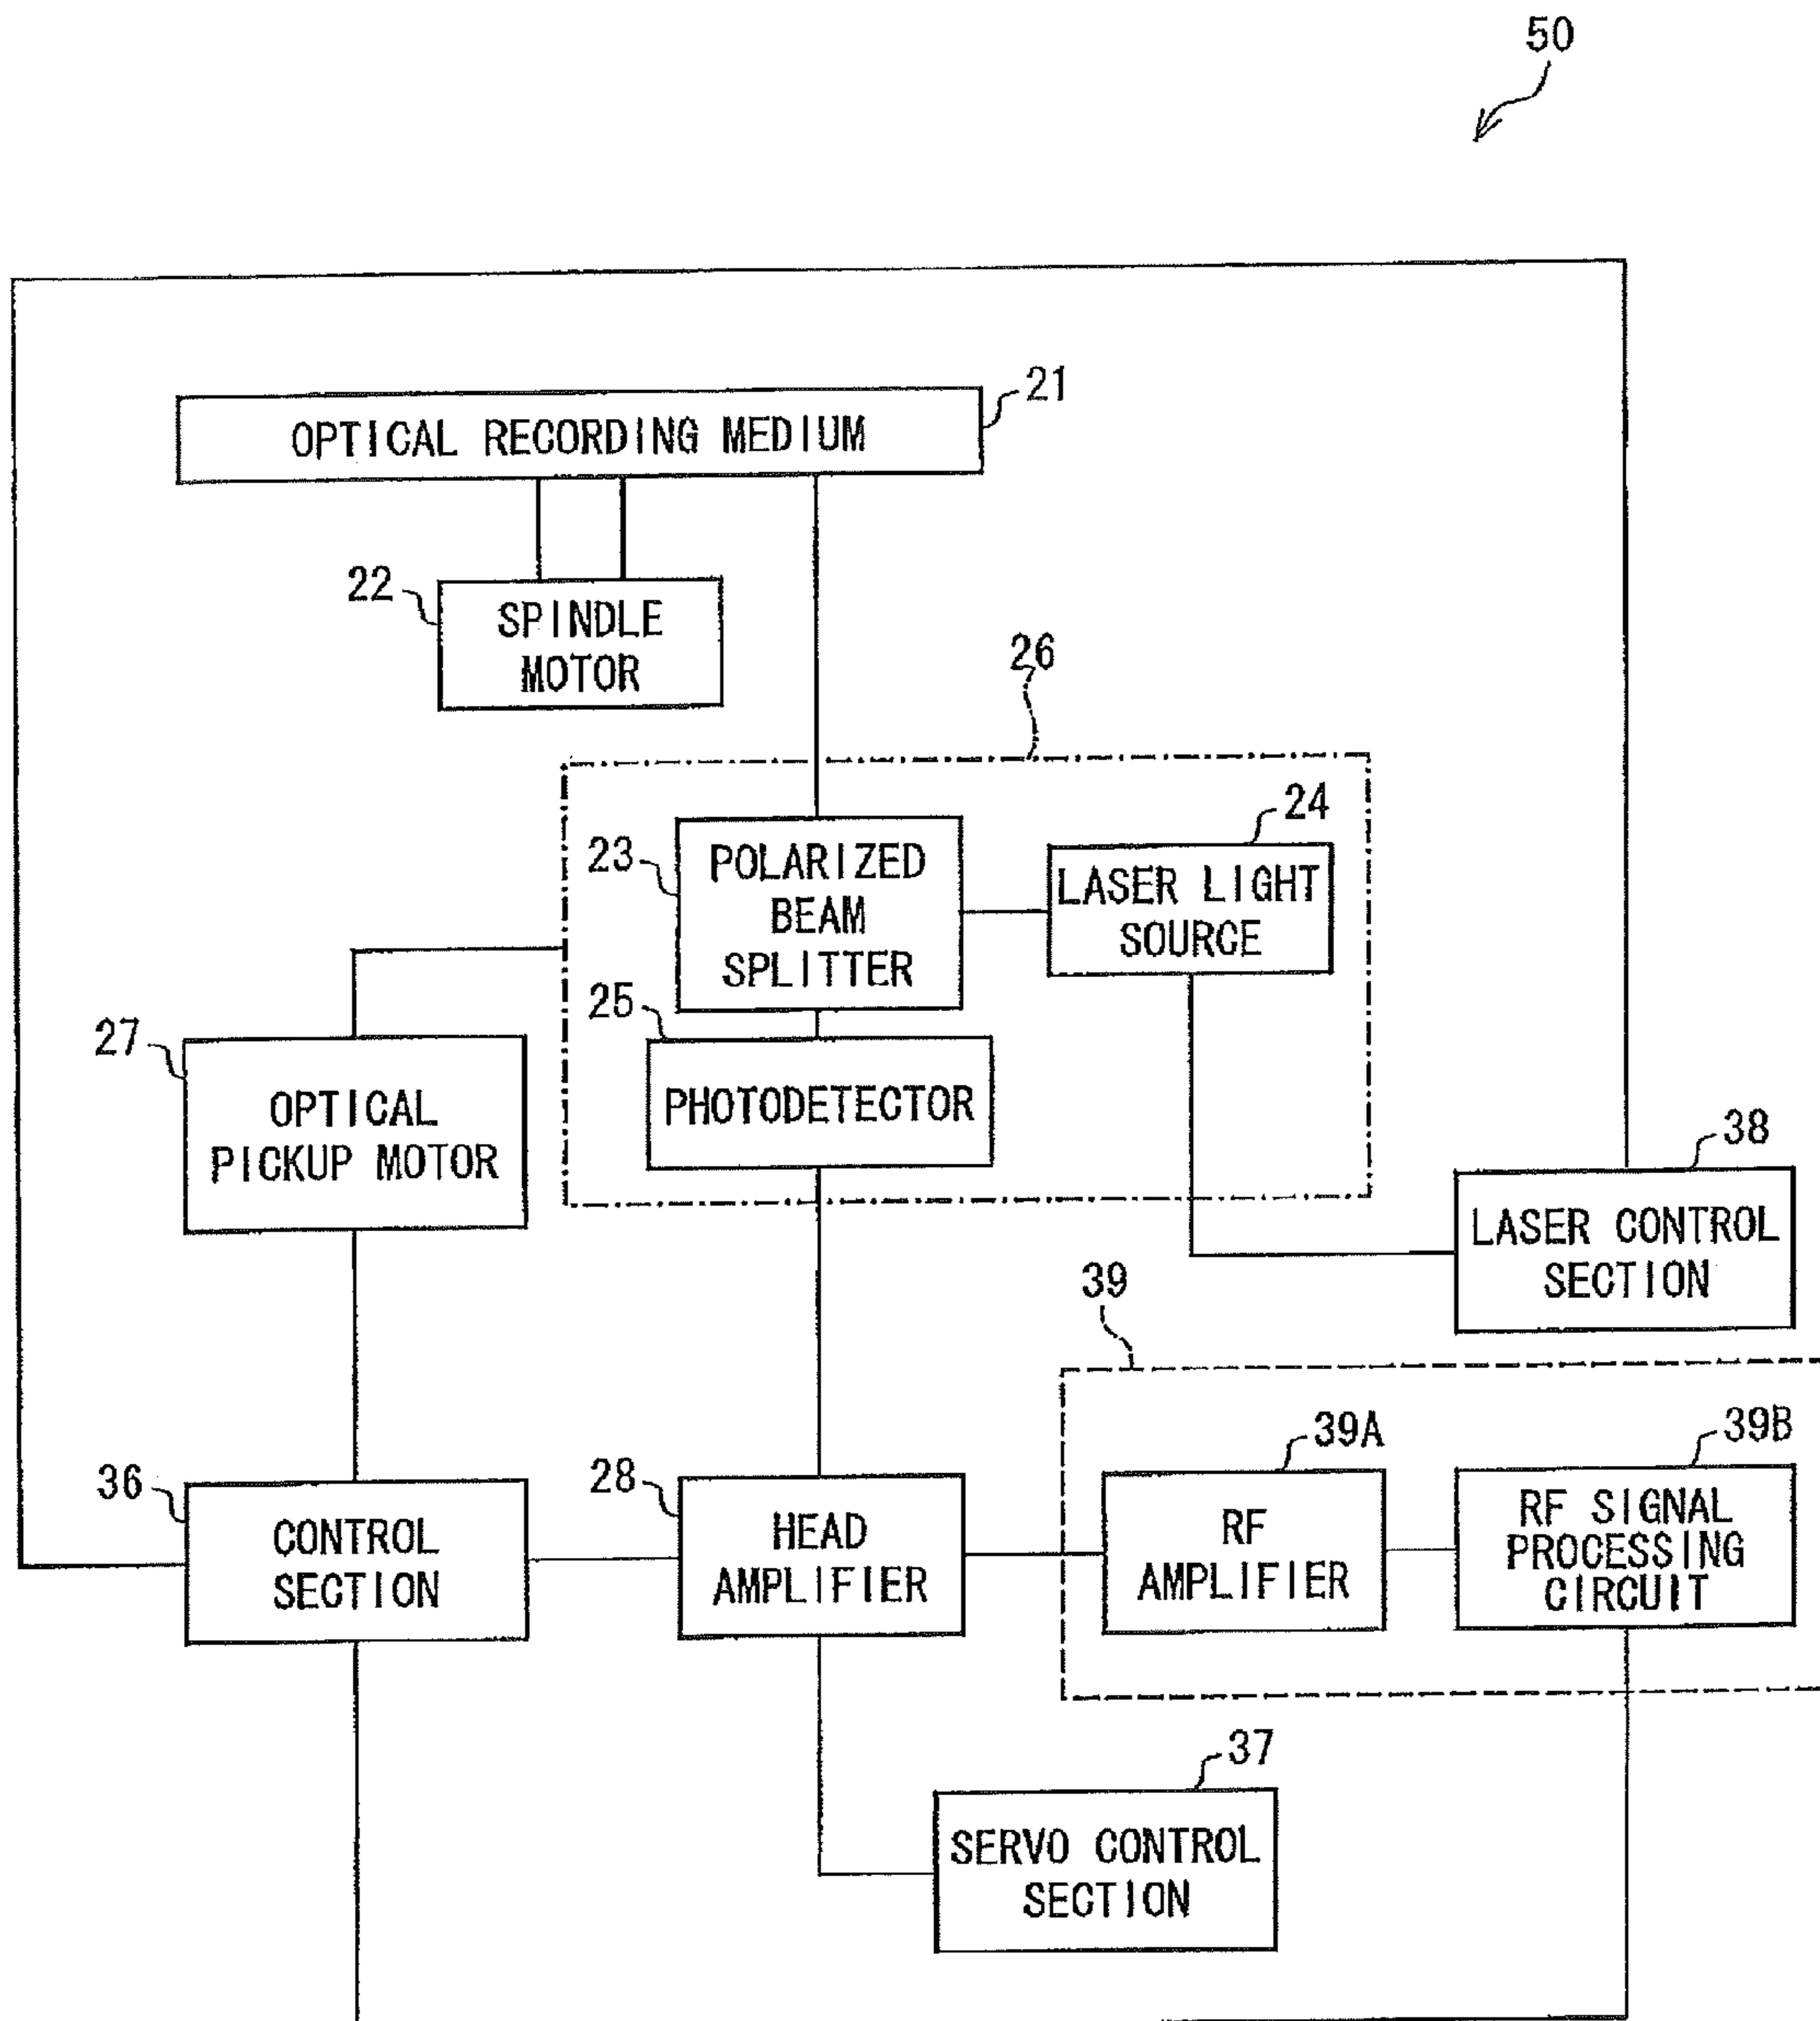 50
21
OPTICAL RECORDING MEDIUM
22
SPINDLE
MOTOR
26
24
23
POLARIZED
BEAM
SPLITTER
LASER LIGHT
SOURCE
25
27
PHOTODETECTOR
OPTICAL
PICKUP MOTOR
38
LASER CONTROL
SECTION
39
39A
39B
36
28
CONTROL
SECTION
HEAD
AMPLIFIER
RF
AMPLIFIER
RF SIGNAL
PROCESSING
CIRCUIT
37
SERVO CONTROL
SECTION